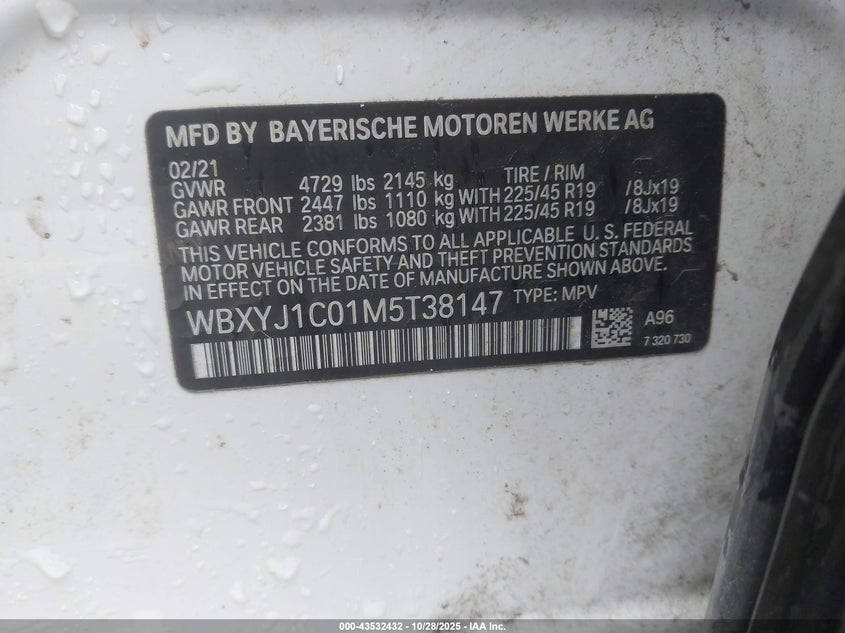 MFD BY BAYERISCHE MOTOREN WERKE AG
02/21 TIRE / RIM
GVWR 4729 lbs 2145 kg
GAWR FRONT 2447 lbs 1110 kg WITH 225/45 R19 /8Jx19
GAWR REAR 2381 lbs 1080 kg WITH 225/45 R19 /8Jx19
THIS VEHICLE CONFORMS TO ALL APPLICABLE U. S. FEDERAL
MOTOR VEHICLE SAFETY AND THEFT PREVENTION STANDARDS
IN EFFECT ON THE DATE OF MANUFACTURE SHOWN ABOVE.
WBXYJ1C01M5T38147 TYPE: MPV
A96
7 320 730
000-43532432 - 10/28/2025 - IAA Inc.